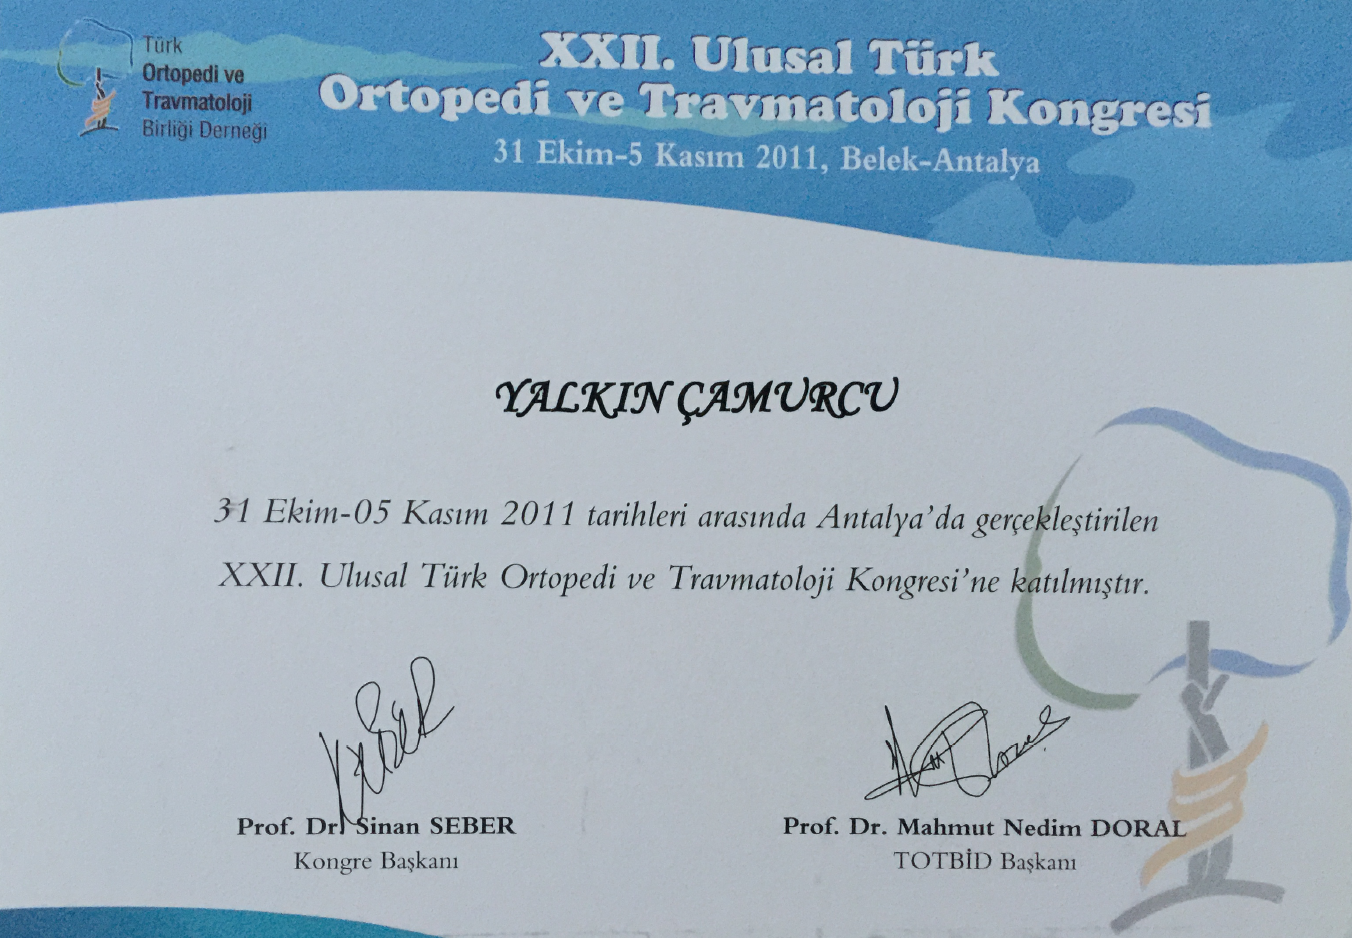 Türk
Ortopedi ve
Travmatoloji
Birliği Derneği
XXII. Ulusal Türk
Ortopedi ve Travmatoloji Kongresi
31 Ekim-5 Kasım 2011, Belek-Antalya
YALKIN ÇAMURCU
31 Ekim-05 Kasım 2011 tarihleri arasında Antalya'da gerçekleştirilen
XXII. Ulusal Türk Ortopedi ve Travmatoloji Kongresi'ne katılmıştır.
Prof. Dr. Sinan SEBER
Kongre Başkanı
Prof. Dr. Mahmut Nedim DORAL
TOTBİD Başkanı